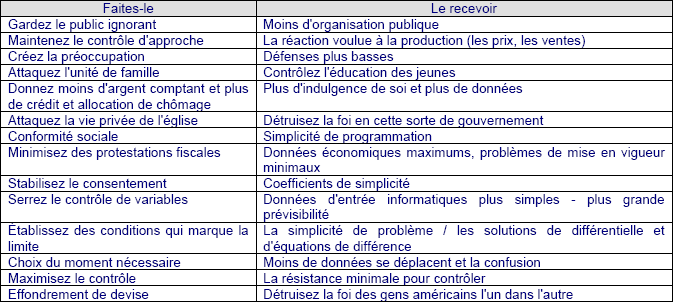 Faites-le Le recevoir
Gardez le public ignorant Moins d'organisation publique
Maintenez le contrôle d'approche La réaction voulue à la production (les prix, les ventes)
Créez la préoccupation Défenses plus basses
Attaquez l'unité de famille Contrôlez l'éducation des jeunes
Donnez moins d'argent comptant et plus Plus d'indulgence de soi et plus de données
de crédit et allocation de chômage
Attaquez la vie privée de l'église Détruisez la foi en cette sorte de gouvernement
Conformité sociale Simplicité de programmation
Minimisez des protestations fiscales Données économiques maximums, problèmes de mise en vigueur
minimaux
Stabilisez le consentement Coefficients de simplicité
Serrez le contrôle de variables Données d'entrée informatiques plus simples - plus grande
prévisibilité
Établissez des conditions qui marque la La simplicité de problème / les solutions de différentielle et
limite d'équations de différence
Choix du moment nécessaire Moins de données se déplacent et la confusion
Maximisez le contrôle La résistance minimale pour contrôler
Effondrement de devise Détruisez la foi des gens américains l'un dans l'autre